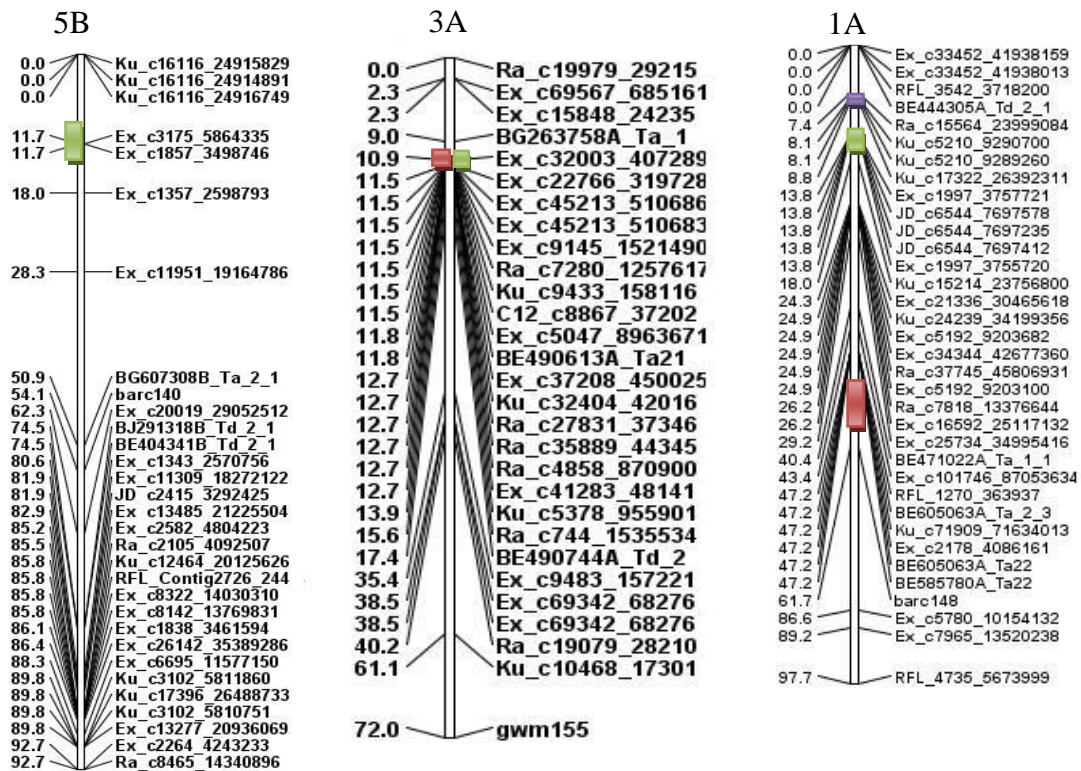 5B
0.0 Ku_c16116_24915829
0.0 Ku_c16116_24914891
0.0 Ku_c16116_24916749
11.7 Ex_c3175_5864335
11.7 Ex_c1857_3498746
18.0 Ex_c1357_2598793
28.3 Ex_c11951_19164786
50.9 BG607308B_Ta_2_1
54.1 barc140
62.3 Ex_c20019_29052512
74.5 BJ291318B_Td_2_1
74.5 BE404341B_Td_2_1
80.6 Ex_c1343_2570756
81.9 Ex_c11309_18272122
81.9 JD_c2415_3292425
82.9 Ex_c13485_21225504
85.2 Ex_c2582_4804223
85.5 Ra_c2105_4092507
85.8 Ku_c12464_20125626
85.8 RFL_Contig2726_244
85.8 Ex_c8322_14030310
85.8 Ex_c8142_13769831
86.1 Ex_c1838_3461594
86.4 Ex_c26142_35389286
88.3 Ex_c6695_11577150
89.8 Ku_c3102_5811860
89.8 Ku_c17396_26488733
89.8 Ku_c3102_5810751
89.8 Ex_c13277_20936069
92.7 Ex_c2264_4243233
92.7 Ra_c8465_14340896
3A
0.0 Ra_c19979_29215
2.3 Ex_c69567_685161
2.3 Ex_c15848_24235
9.0 BG263758A_Ta_1
10.9 Ex_c32003_407289
11.5 Ex_c22766_319728
11.5 Ex_c45213_510686
11.5 Ex_c45213_510683
11.5 Ex_c9145_1521490
11.5 Ra_c7280_1257617
11.5 Ku_c9433_158116
11.5 C12_c8867_37202
11.8 Ex_c5047_8963671
11.8 BE490613A_Ta21
12.7 Ex_c37208_450025
12.7 Ku_c32404_42016
12.7 Ra_c27831_37346
12.7 Ra_c35889_44345
12.7 Ra_c4858_870900
12.7 Ex_c41283_48141
13.9 Ku_c5378_955901
15.6 Ra_c744_1535534
17.4 BE490744A_Td_2
35.4 Ex_c9483_157221
38.5 Ex_c69342_68276
38.5 Ex_c69342_68276
40.2 Ra_c19079_28210
61.1 Ku_c10468_17301
72.0 gwm155
1A
0.0 Ex_c33452_41938159
0.0 Ex_c33452_41938013
0.0 RFL_3542_3718200
0.0 BE444305A_Td_2_1
7.4 Ra_c15564_23999084
8.1 Ku_c5210_9290700
8.1 Ku_c5210_9289260
8.8 Ku_c17322_26392311
13.8 Ex_c1997_3757721
13.8 JD_c6544_7697578
13.8 JD_c6544_7697235
13.8 JD_c6544_7697412
13.8 Ex_c1997_3755720
18.0 Ku_c15214_23756800
24.3 Ex_c21336_30465618
24.9 Ku_c24239_34199356
24.9 Ex_c5192_9203682
24.9 Ex_c34344_42677360
24.9 Ra_c37745_45806931
24.9 Ex_c5192_9203100
26.2 Ra_c7818_13376644
26.2 Ex_c16592_25117132
29.2 Ex_c25734_34995416
40.4 BE471022A_Ta_1_1
43.4 Ex_c101746_87053634
47.2 RFL_1270_363937
47.2 BE605063A_Ta_2_3
47.2 Ku_c71909_71634013
47.2 Ex_c2178_4086161
47.2 BE605063A_Ta22
47.2 BE585780A_Ta22
61.7 barc148
86.6 Ex_c5780_10154132
89.2 Ex_c7965_13520238
97.7 RFL_4735_5673999